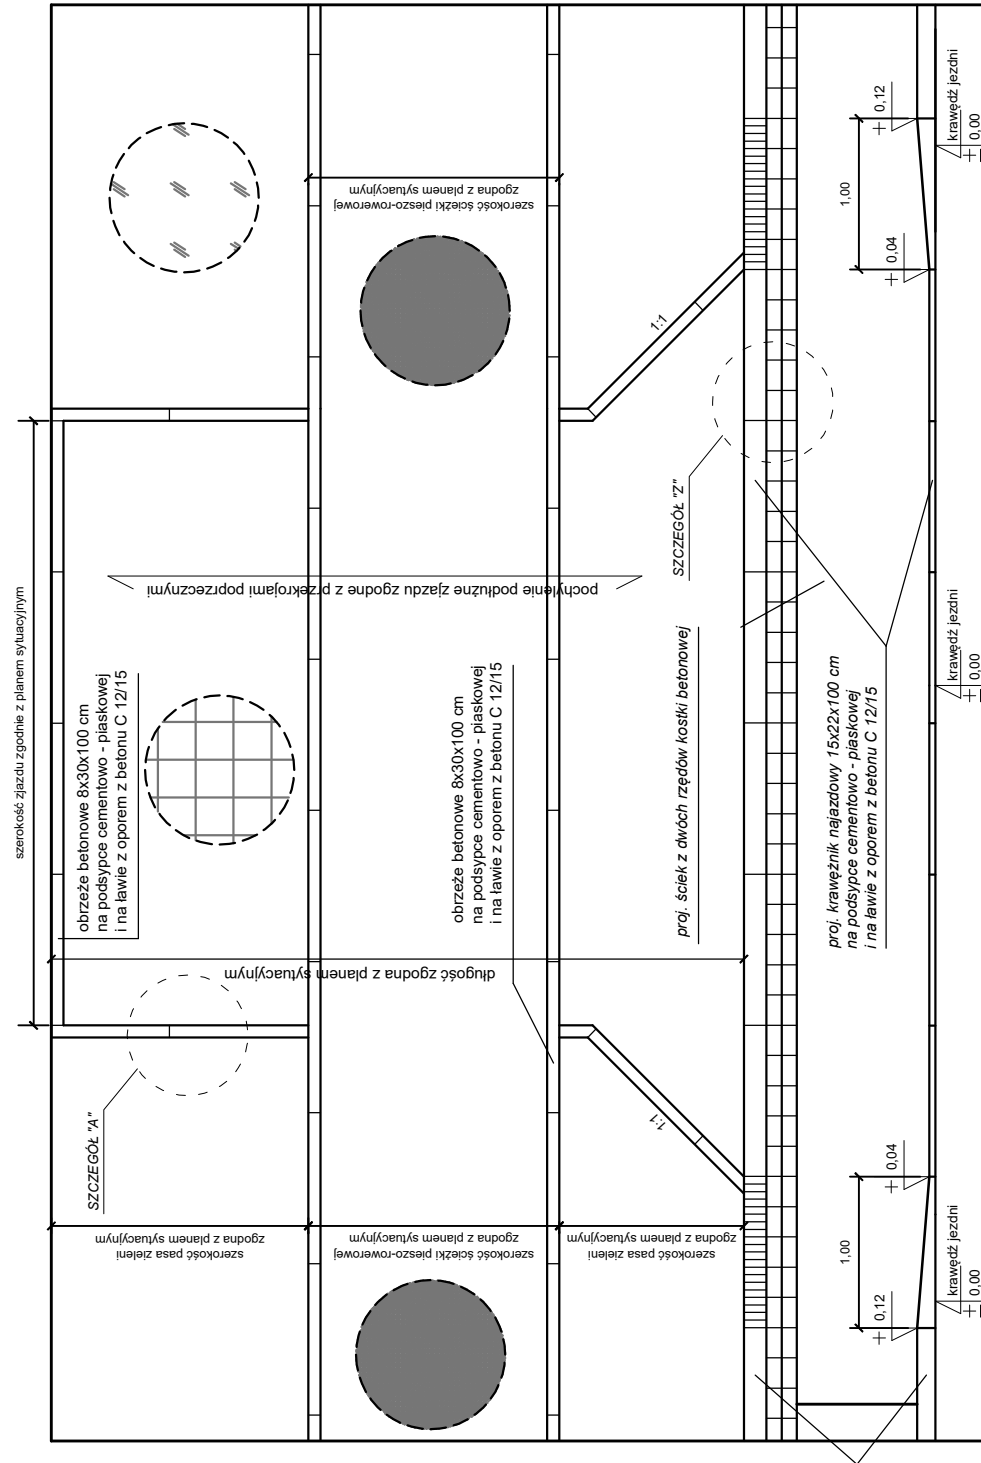 szerokość zjazdu zgodnie z planem sytuacyjnym
obrzeże betonowe 8x30x100 cm
na podsypce cementowo - piaskowej
i na ławie z oporem z betonu C 12/15
SZCZEGÓŁ "A"
szerokość pasa zieleni
zgodna z planem sytuacyjnym
szerokość ścieżki pieszo-rowerowej
zgodna z planem sytuacyjnym
szerokość pasa zieleni
zgodna z planem sytuacyjnym
długość zgodna z planem sytuacyjnym
pochylenie podłużne zjazdu zgodne z przekrojami poprzecznymi
szerokość ścieżki pieszo-rowerowej
zgodna z planem sytuacyjnym
obrzeże betonowe 8x30x100 cm
na podsypce cementowo - piaskowej
i na ławie z oporem z betonu C 12/15
1:1
1:1
SZCZEGÓŁ "Z"
proj. ściek z dwóch rzędów kostki betonowej
proj. krawężnik najazdowy 15x22x100 cm
na podsypce cementowo - piaskowej
i na ławie z oporem z betonu C 12/15
1,00
+ 0,12
+ 0,04
1,00
+ 0,04
+ 0,12
krawędź jezdni
± 0,00
krawędź jezdni
± 0,00
krawędź jezdni
± 0,00